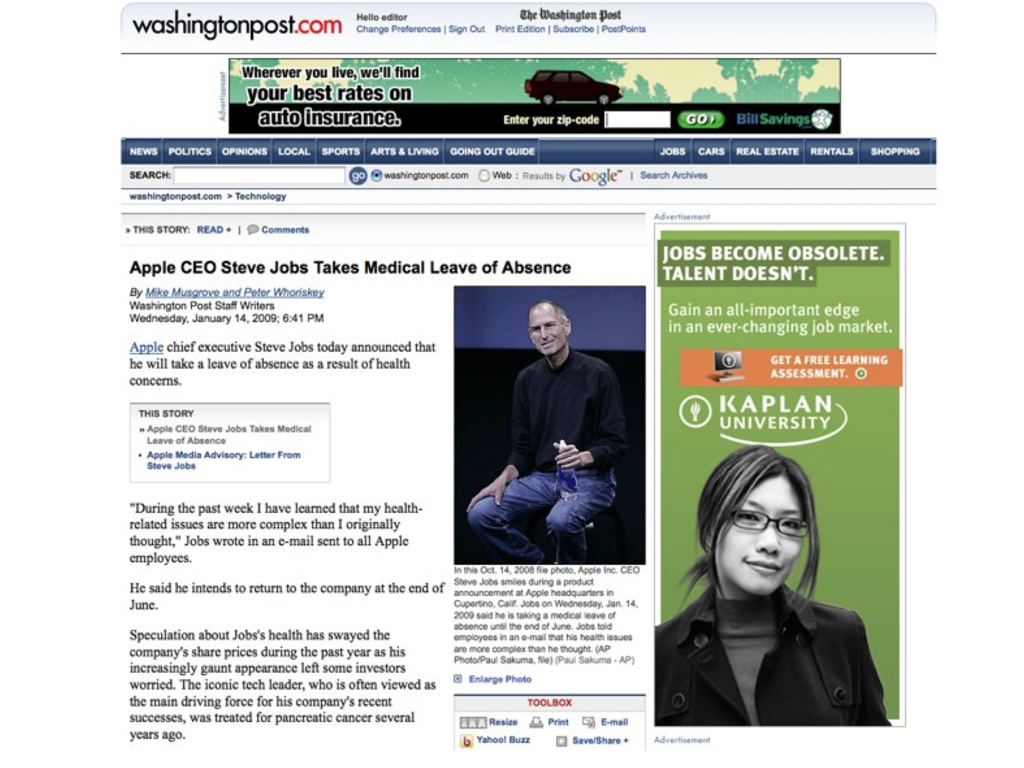 washingtonpost.com
Hello editor
Change Preferences | Sign Out
The Washington Post
Print Edition | Subscribe | PostPoints
Advertisement
Wherever you live, we'll find
your best rates on
auto insurance.
Enter your zip-code
GO
BillSavings
NEWS POLITICS OPINIONS LOCAL SPORTS ARTS & LIVING GOING OUT GUIDE JOBS CARS REAL ESTATE RENTALS SHOPPING
SEARCH: go washingtonpost.com Web : Results by Google™ | Search Archives
washingtonpost.com > Technology
» THIS STORY: READ + | Comments
Apple CEO Steve Jobs Takes Medical Leave of Absence
By Mike Musgrove and Peter Whoriskey
Washington Post Staff Writers
Wednesday, January 14, 2009; 6:41 PM
Apple chief executive Steve Jobs today announced that
he will take a leave of absence as a result of health
concerns.
THIS STORY
» Apple CEO Steve Jobs Takes Medical
Leave of Absence
• Apple Media Advisory: Letter From
Steve Jobs
"During the past week I have learned that my health-
related issues are more complex than I originally
thought," Jobs wrote in an e-mail sent to all Apple
employees.
He said he intends to return to the company at the end of
June.
Speculation about Jobs's health has swayed the
company's share prices during the past year as his
increasingly gaunt appearance left some investors
worried. The iconic tech leader, who is often viewed as
the main driving force for his company's recent
successes, was treated for pancreatic cancer several
years ago.
In this Oct. 14, 2008 file photo, Apple Inc. CEO
Steve Jobs smiles during a product
announcement at Apple headquarters in
Cupertino, Calif. Jobs on Wednesday, Jan. 14,
2009 said he is taking a medical leave of
absence until the end of June. Jobs told
employees in an e-mail that his health issues
are more complex than he thought. (AP
Photo/Paul Sakuma, file) (Paul Sakuma - AP)
Enlarge Photo
TOOLBOX
AAA Resize Print E-mail
Yahoo! Buzz Save/Share +
Advertisement
JOBS BECOME OBSOLETE.
TALENT DOESN'T.
Gain an all-important edge
in an ever-changing job market.
GET A FREE LEARNING
ASSESSMENT.
KAPLAN
UNIVERSITY
Advertisement